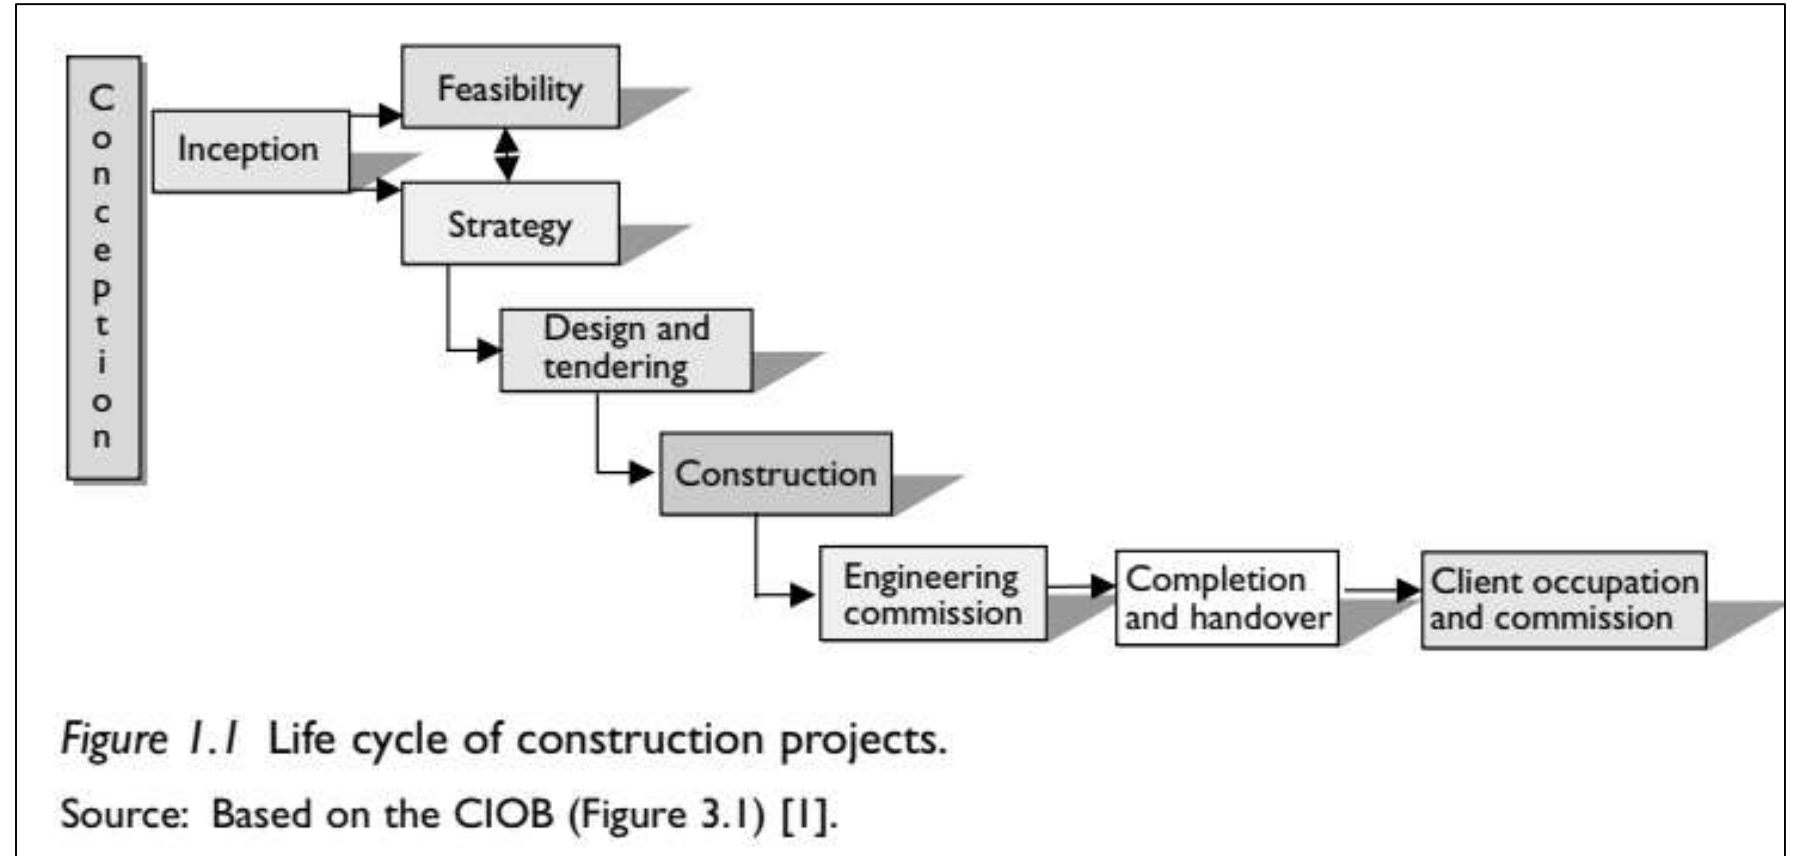 Conception
Feasibility
Inception
Strategy
Design and
tendering
Construction
Engineering
commission
Completion
and handover
Client occupation
and commission
Figure 1.1 Life cycle of construction projects.
Source: Based on the CIOB (Figure 3.1) [1].